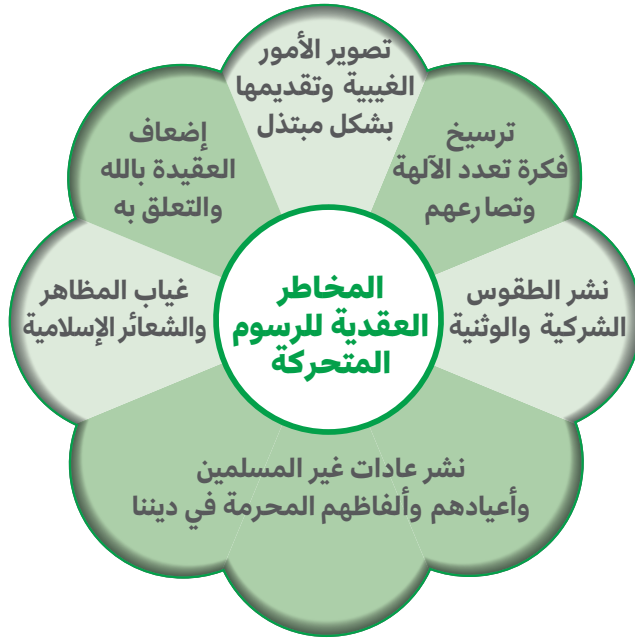 المخاطر
العقدية للرسوم
المتحركة
تصوير الأمور
الغيبية وتقديمها
بشكل مبتذل
ترسيخ
فكرة تعدد الآلهة
وتصارعهم
نشر الطقوس
الشركية والوثنية
نشر عادات غير المسلمين
وأعيادهم وألفاظهم المحرمة في ديننا
غياب المظاهر
والشعائر الإسلامية
إضعاف
العقيدة بالله
والتعلق به